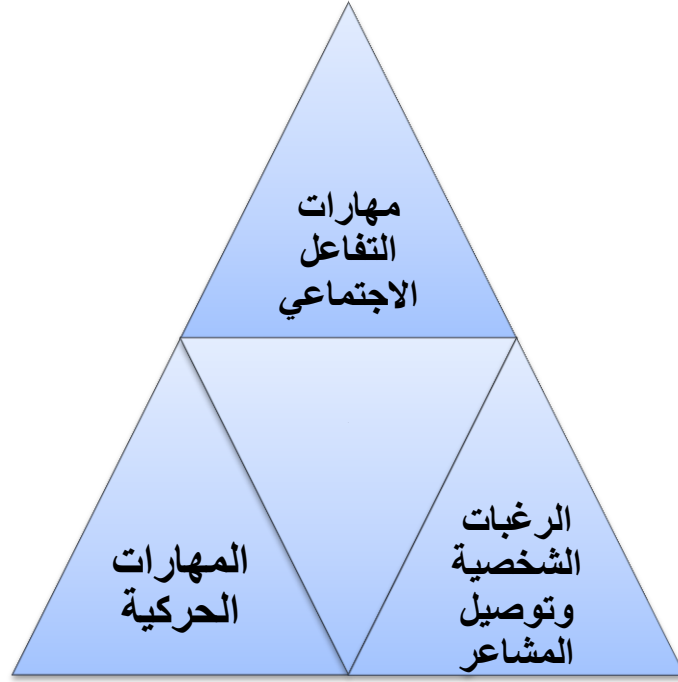 مهارات
التفاعل
الاجتماعي
المهارات
الحركية
الرغبات
الشخصية
وتوصيل
المشاعر